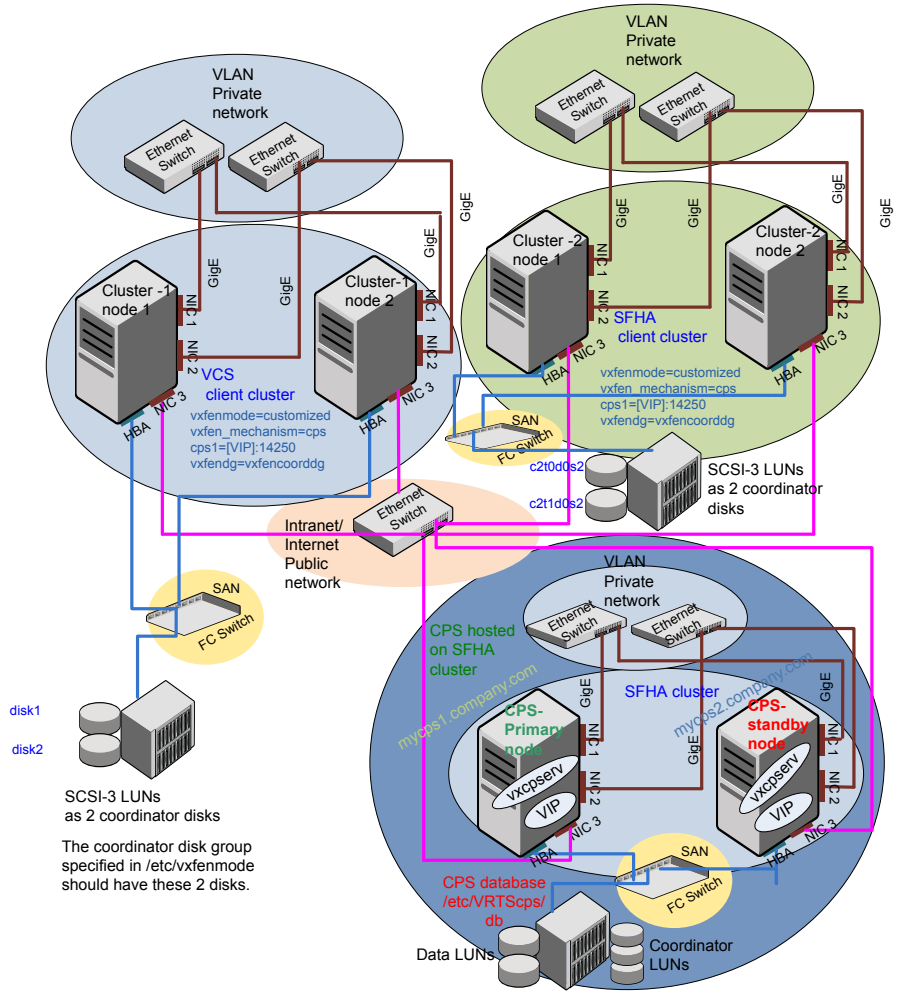 VLAN
Private
network
Ethernet
Switch
Ethernet
Switch
GigE
GigE
GigE
GigE
Cluster -1
node 1
NIC 1
NIC 2
HBA
NIC 3
Cluster-1
node 2
NIC 1
NIC 2
HBA
NIC 3
VCS
client cluster
vxfenmode=customized
vxfen_mechanism=cps
cps1=[VIP]:14250
vxfendg=vxfencoorddg
VLAN
Private
network
Ethernet
Switch
Ethernet
Switch
GigE
GigE
GigE
GigE
Cluster -2
node 1
NIC 1
NIC 2
HBA
NIC 3
Cluster-2
node 2
NIC 1
NIC 2
HBA
NIC 3
SFHA
client cluster
vxfenmode=customized
vxfen_mechanism=cps
cps1=[VIP]:14250
vxfendg=vxfencoorddg
SAN
FC Switch
c2t0d0s2
c2t1d0s2
SCSI-3 LUNs
as 2 coordinator
disks
Intranet/
Internet
Public
network
Ethernet
Switch
SAN
FC Switch
disk1
disk2
SCSI-3 LUNs
as 2 coordinator disks
The coordinator disk group
specified in /etc/vxfenmode
should have these 2 disks.
VLAN
Private
network
Ethernet
Switch
Ethernet
Switch
CPS hosted
on SFHA
cluster
mycps1.company.com
SFHA cluster
mycps2.company.com
GigE
GigE
GigE
CPS-
Primary
node
NIC 1
NIC 2
vxcpserv
VIP
HBA
NIC 3
CPS-
standby
node
NIC 1
NIC 2
vxcpserv
VIP
HBA
NIC 3
SAN
FC Switch
CPS database
/etc/VRTScps/
db
Data LUNs
Coordinator
LUNs